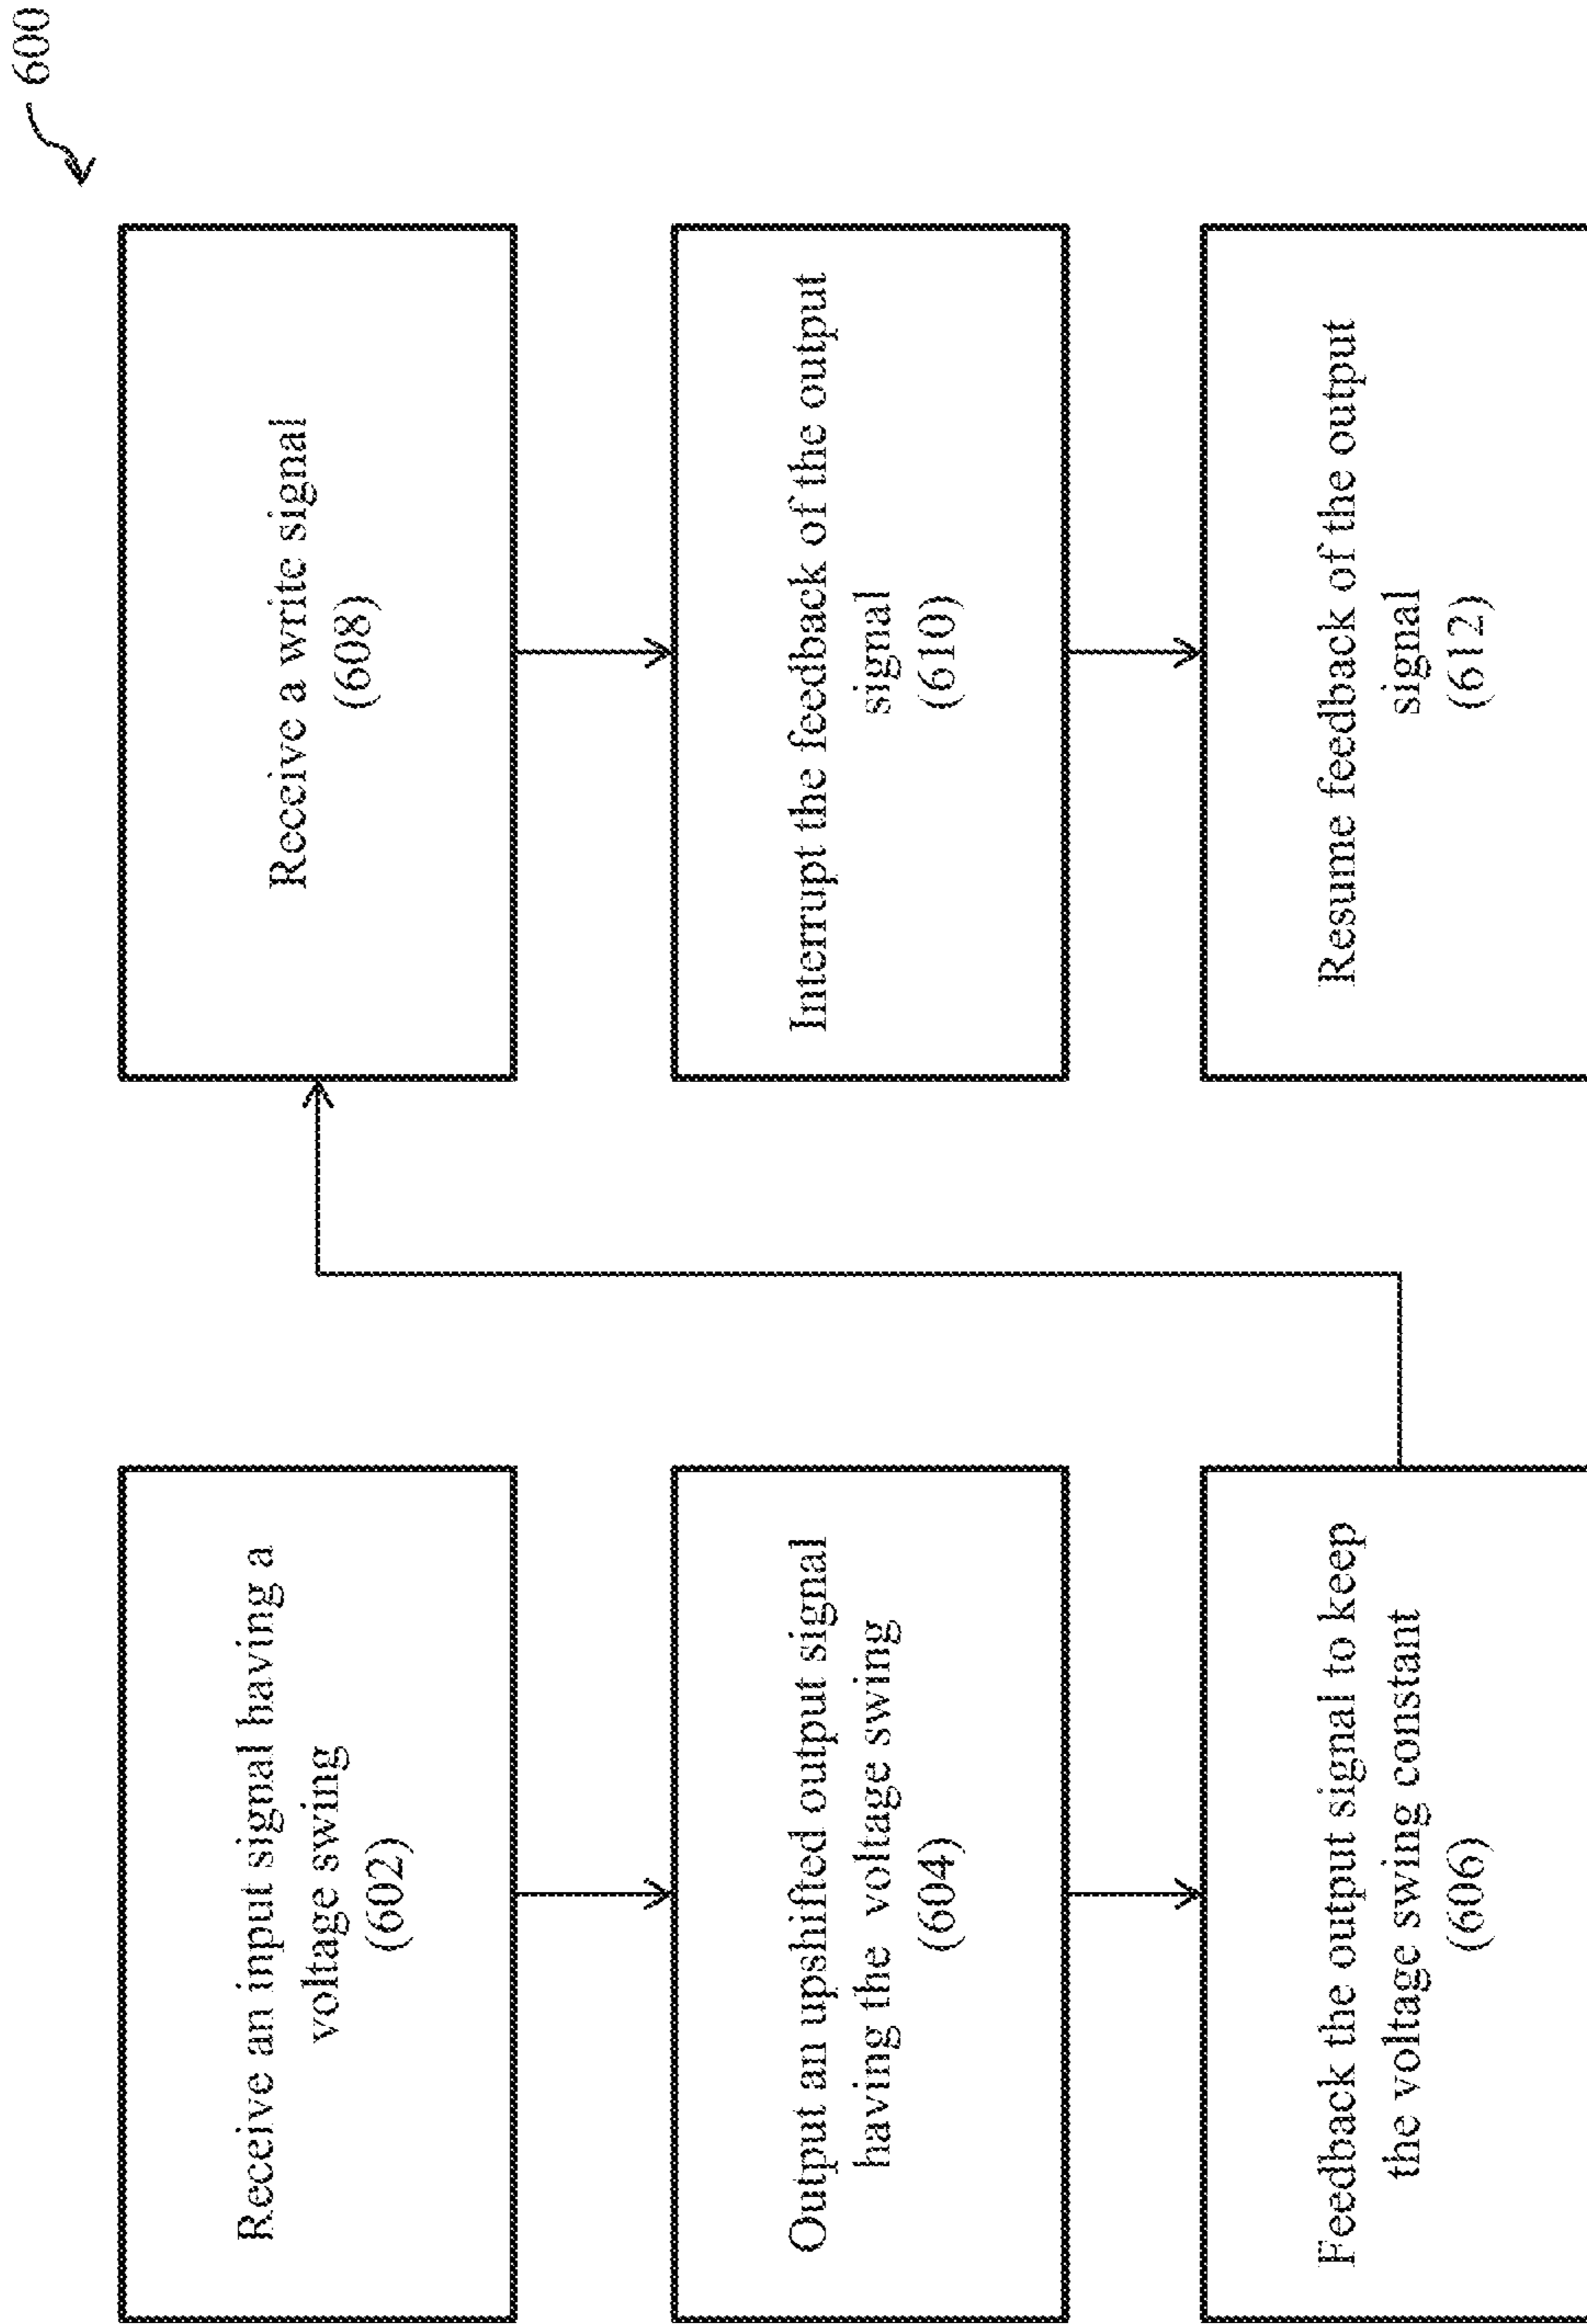 600
Receive an input signal having a
voltage swing
(602)
Output an upshifted output signal
having the voltage swing
(604)
Feedback the output signal to keep
the voltage swing constant
(606)
Receive a write signal
(608)
Interrupt the feedback of the output
signal
(610)
Resume feedback of the output
signal
(612)